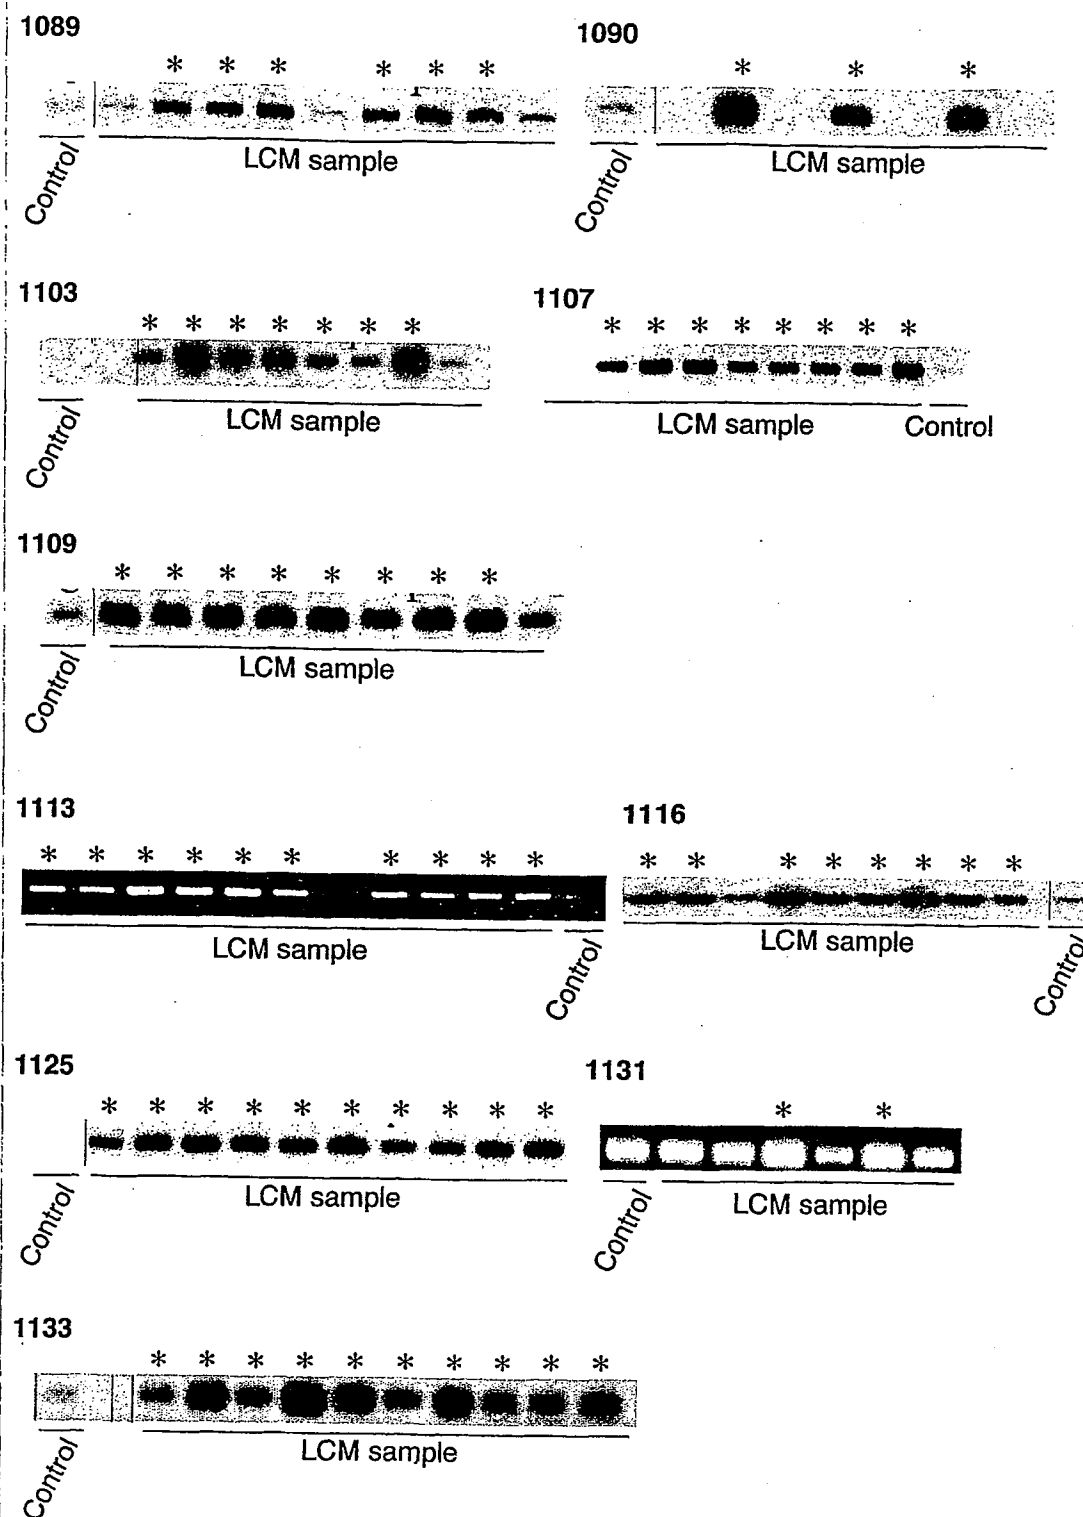 1089
* * * * * *
Control
LCM sample
1090
* * *
Control
LCM sample
1103
* * * * * * *
Control
LCM sample
1107
* * * * * * * *
LCM sample
Control
1109
* * * * * * * *
Control
LCM sample
1113
* * * * * * * * * *
LCM sample
Control
1116
* * * * * * * *
LCM sample
Control
1125
* * * * * * * * * *
Control
LCM sample
1131
* *
Control
LCM sample
1133
* * * * * * * * * *
Control
LCM sample